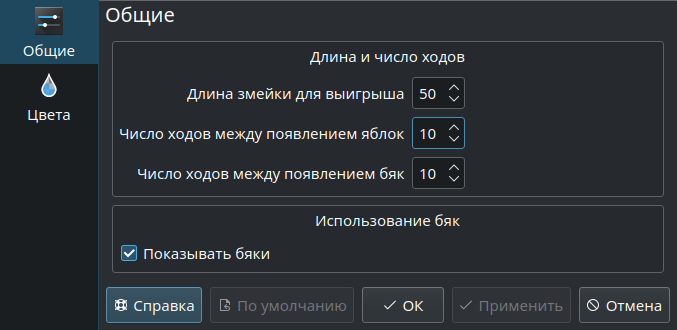 Общие
Цвета
Общие
Длина и число ходов
Длина змейки для выигрыша 50
Число ходов между появлением яблок 10
Число ходов между появлением бяк 10
Использование бяк
Показывать бяки
Справка По умолчанию ОК Применить Отмена